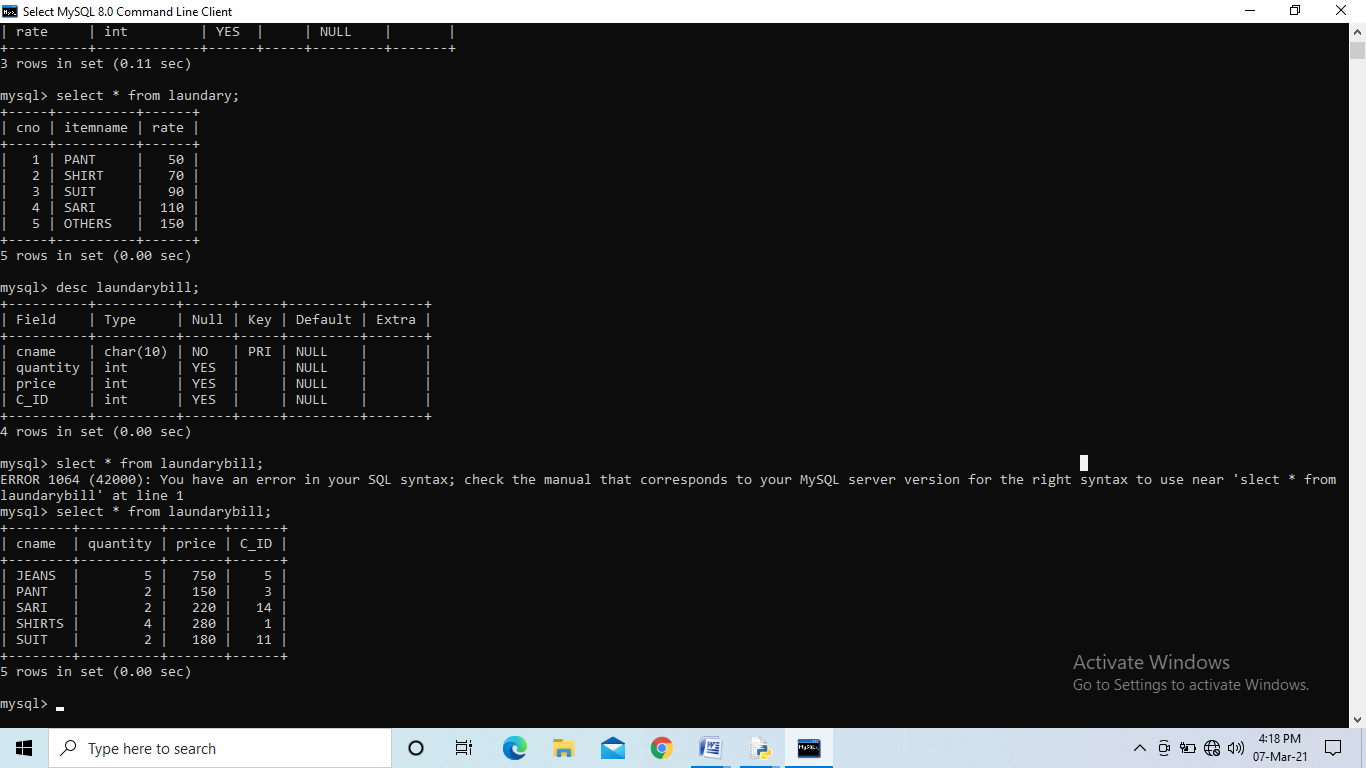 Select MySQL 8.0 Command Line Client
| rate     | int         | YES  |     | NULL    |       |
+----------+-------------+------+-----+---------+-------+
3 rows in set (0.11 sec)
mysql> select * from laundary;
+-----+----------+------+
| cno | itemname | rate |
+-----+----------+------+
|   1 | PANT     |   50 |
|   2 | SHIRT    |   70 |
|   3 | SUIT     |   90 |
|   4 | SARI     |  110 |
|   5 | OTHERS   |  150 |
+-----+----------+------+
5 rows in set (0.00 sec)
mysql> desc laundarybill;
+----------+----------+------+-----+---------+-------+
| Field    | Type     | Null | Key | Default | Extra |
+----------+----------+------+-----+---------+-------+
| cname    | char(10) | NO   | PRI | NULL    |       |
| quantity | int      | YES  |     | NULL    |       |
| price    | int      | YES  |     | NULL    |       |
| C_ID     | int      | YES  |     | NULL    |       |
+----------+----------+------+-----+---------+-------+
4 rows in set (0.00 sec)
mysql> slect * from laundarybill;
ERROR 1064 (42000): You have an error in your SQL syntax; check the manual that corresponds to your MySQL server version for the right syntax to use near 'slect * from
laundarybill' at line 1
mysql> select * from laundarybill;
+--------+----------+-------+------+
| cname  | quantity | price | C_ID |
+--------+----------+-------+------+
| JEANS  |        5 |   750 |    5 |
| PANT   |        2 |   150 |    3 |
| SARI   |        2 |   220 |   14 |
| SHIRTS |        4 |   280 |    1 |
| SUIT   |        2 |   180 |   11 |
+--------+----------+-------+------+
5 rows in set (0.00 sec)
mysql>
Activate Windows
Go to Settings to activate Windows.
Type here to search
4:18 PM
07-Mar-21